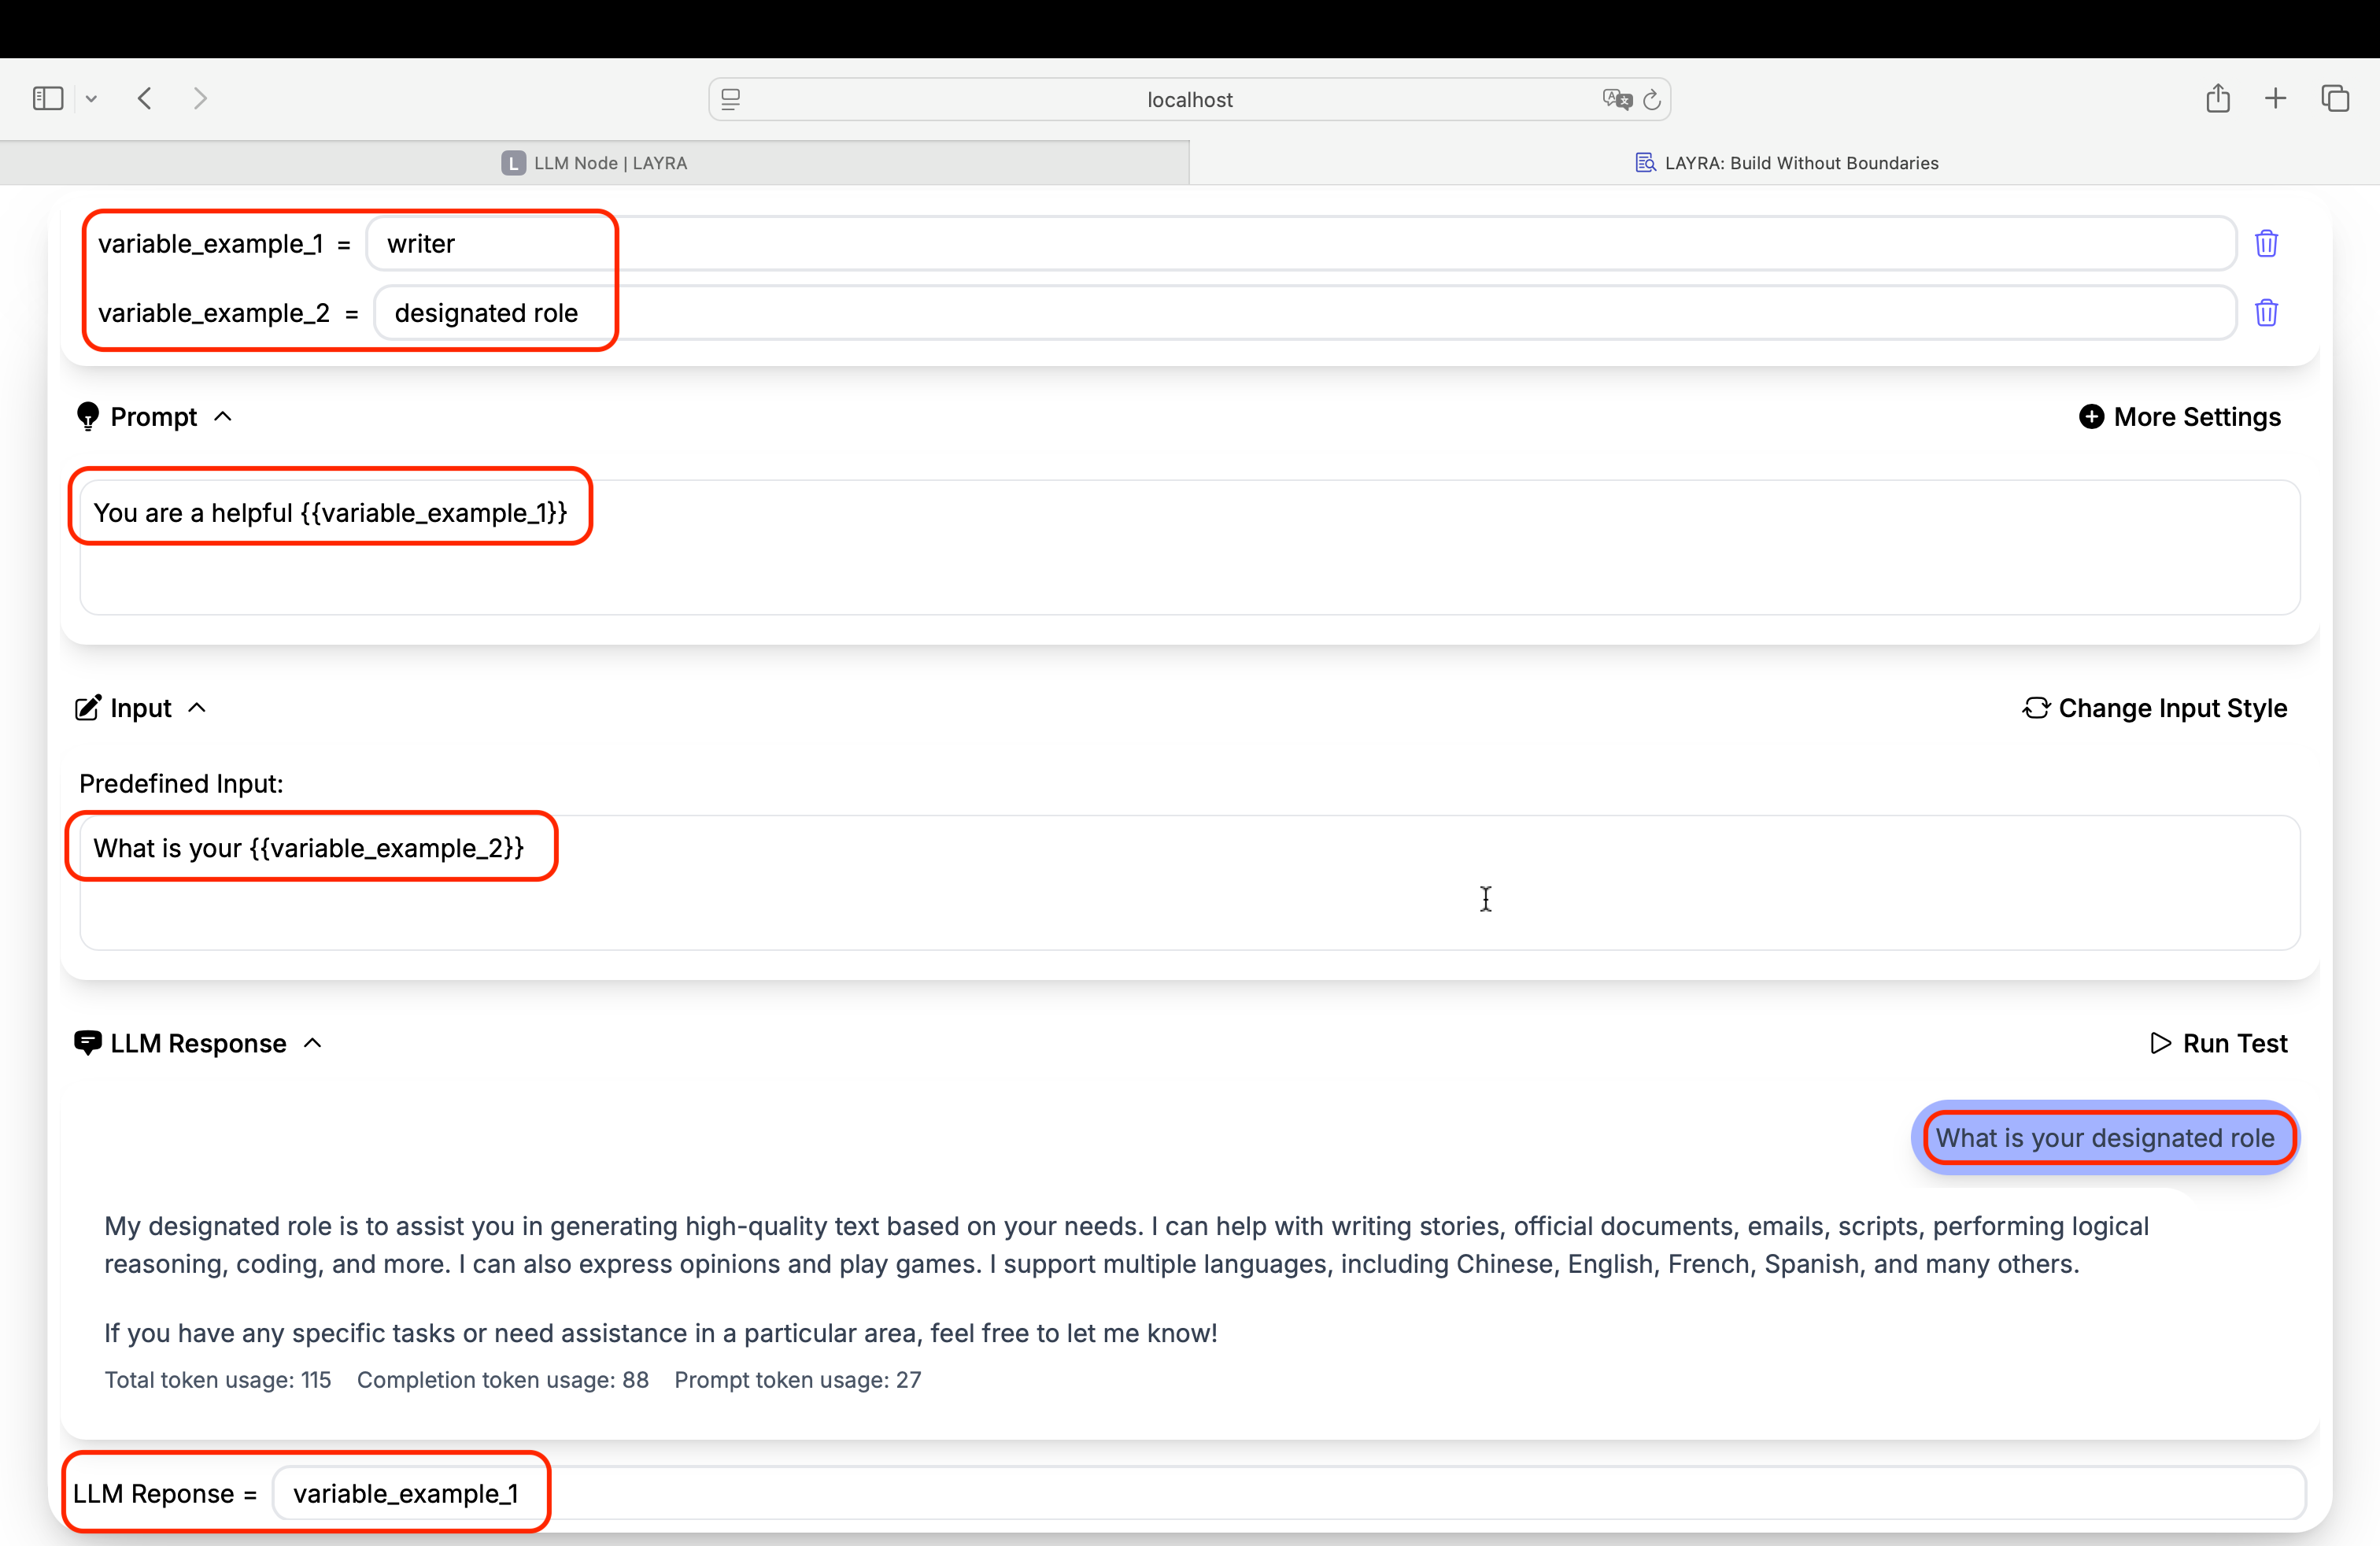 localhost
L LLM Node | LAYRA
LAYRA: Build Without Boundaries
variable_example_1 = writer
variable_example_2 = designated role
Prompt
More Settings
You are a helpful {{variable_example_1}}
Input
Change Input Style
Predefined Input:
What is your {{variable_example_2}}
LLM Response
Run Test
What is your designated role
My designated role is to assist you in generating high-quality text based on your needs. I can help with writing stories, official documents, emails, scripts, performing logical
reasoning, coding, and more. I can also express opinions and play games. I support multiple languages, including Chinese, English, French, Spanish, and many others.
If you have any specific tasks or need assistance in a particular area, feel free to let me know!
Total token usage: 115 Completion token usage: 88 Prompt token usage: 27
LLM Reponse = variable_example_1